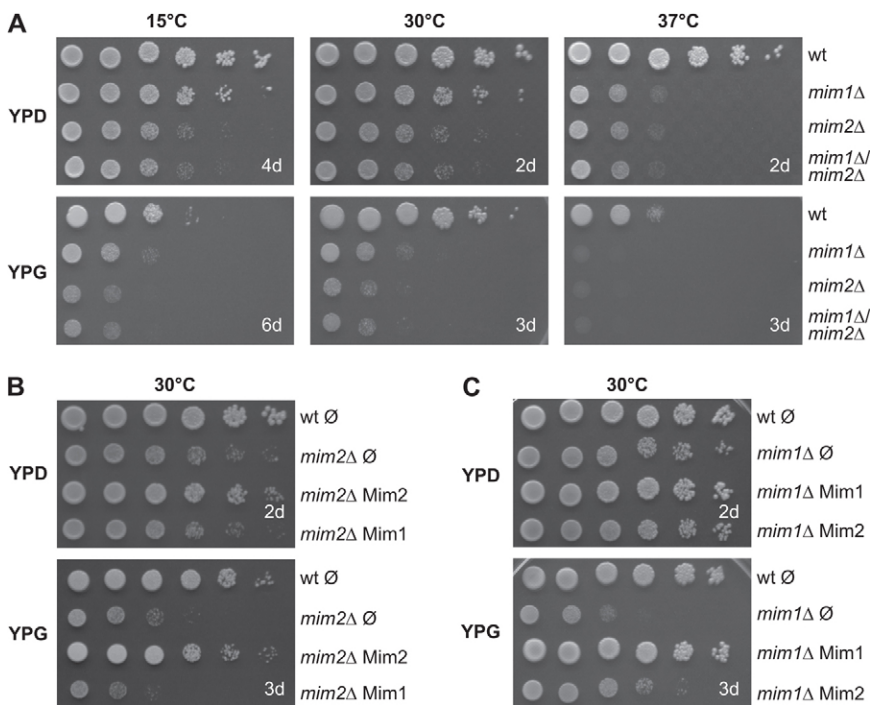 A
15°C
30°C
37°C
YPD
4d
2d
2d
wt
mim1Δ
mim2Δ
mim1Δ/
mim2Δ
YPG
6d
3d
3d
wt
mim1Δ
mim2Δ
mim1Δ/
mim2Δ
B
30°C
YPD
2d
wt Ø
mim2Δ Ø
mim2Δ Mim2
mim2Δ Mim1
YPG
3d
wt Ø
mim2Δ Ø
mim2Δ Mim2
mim2Δ Mim1
C
30°C
YPD
2d
wt Ø
mim1Δ Ø
mim1Δ Mim1
mim1Δ Mim2
YPG
3d
wt Ø
mim1Δ Ø
mim1Δ Mim1
mim1Δ Mim2